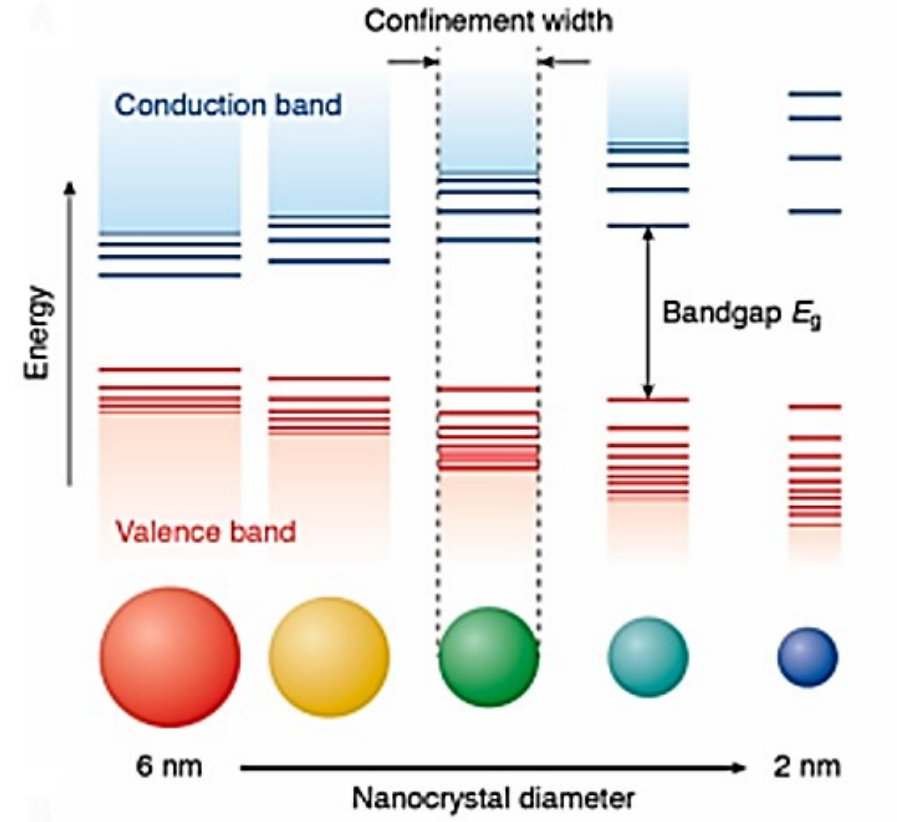 Confinement width
Conduction band
Energy
Bandgap Eg
Valence band
6 nm
2 nm
Nanocrystal diameter